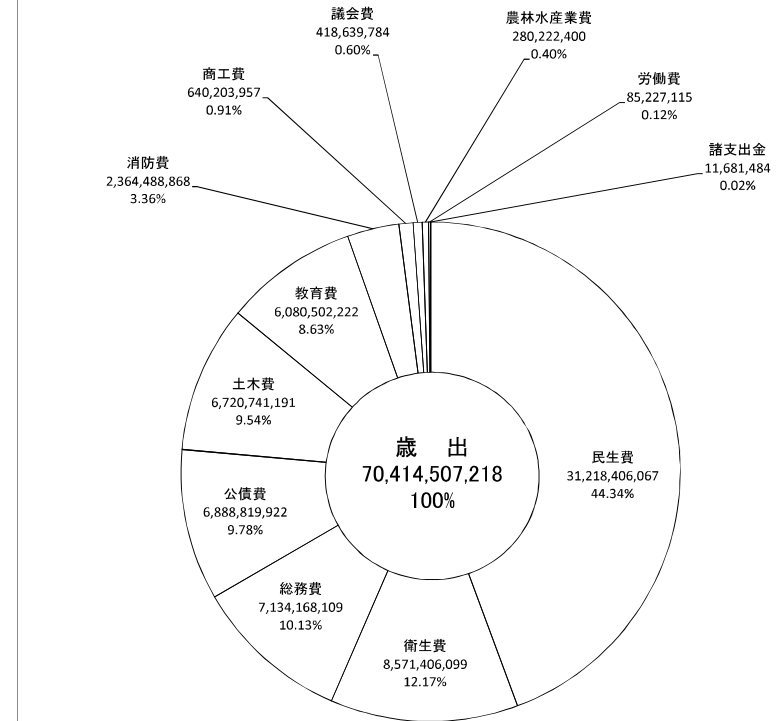 議会費
418,639,784
0.60%
農林水産業費
280,222,400
0.40%
商工費
640,203,957
0.91%
労働費
85,227,115
0.12%
消防費
2,364,488,868
3.36%
諸支出金
11,681,484
0.02%
教育費
6,080,502,222
8.63%
土木費
6,720,741,191
9.54%
歳 出
70,414,507,218
100%
民生費
31,218,406,067
44.34%
公債費
6,888,819,922
9.78%
総務費
7,134,168,109
10.13%
衛生費
8,571,406,099
12.17%